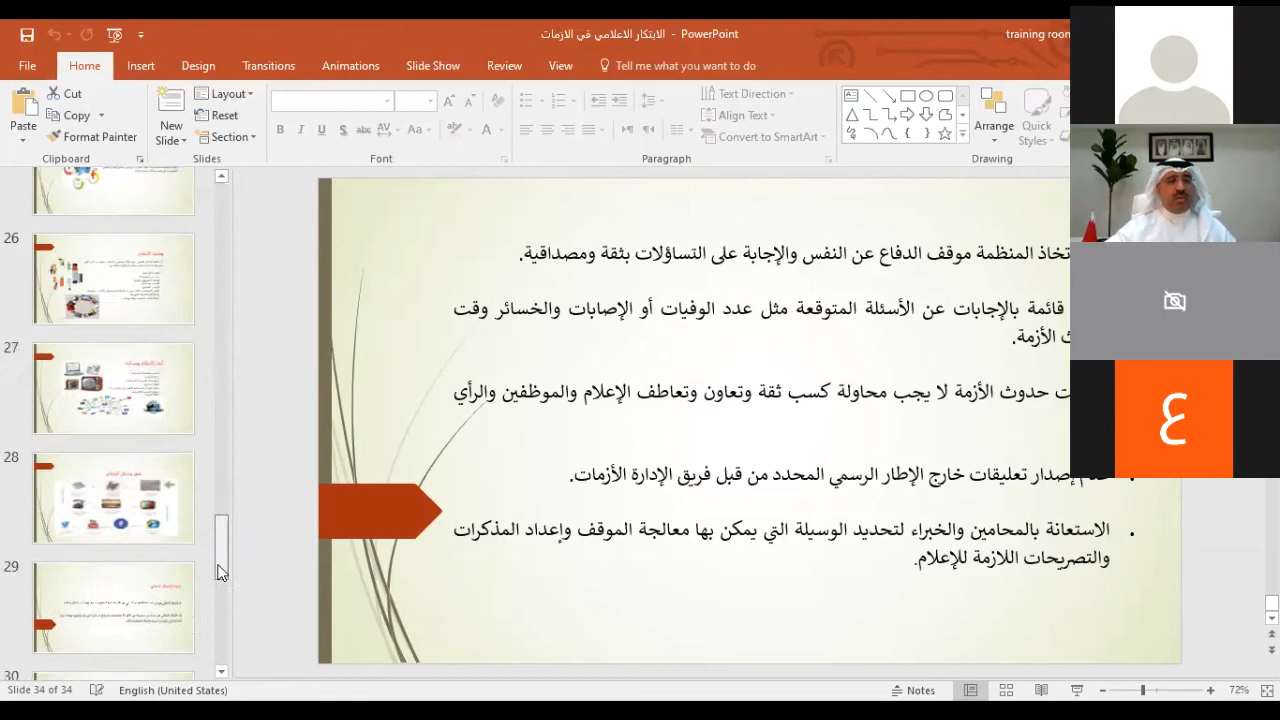 الابتكار الاعلامي في الازمات - PowerPoint
training room
File Home Insert Design Transitions Animations Slide Show Review View Tell me what you want to do
Paste
Cut
Copy
Format Painter
Clipboard
New Slide
Layout
Reset
Section
Slides
B I U S abc AV Aa A
Font
Text Direction
Align Text
Convert to SmartArt
Paragraph
Arrange
Quick Styles
Drawing
26
27
28
29
30
تخاذ المنظمة موقف الدفاع عن النفس والإجابة على التساؤلات بثقة ومصداقية.
قائمة بالإجابات عن الأسئلة المتوقعة مثل عدد الوفيات أو الإصابات والخسائر وقت
الأزمة.
حدوث الأزمة لا يجب محاولة كسب ثقة وتعاون وتعاطف الإعلام والموظفين والرأي
إصدار تعليقات خارج الإطار الرسمي المحدد من قبل فريق الإدارة الأزمات.
• الاستعانة بالمحامين والخبراء لتحديد الوسيلة التي يمكن بها معالجة الموقف وإعداد المذكرات
والتصريحات اللازمة للإعلام.
ع
Slide 34 of 34 English (United States) Notes 72%